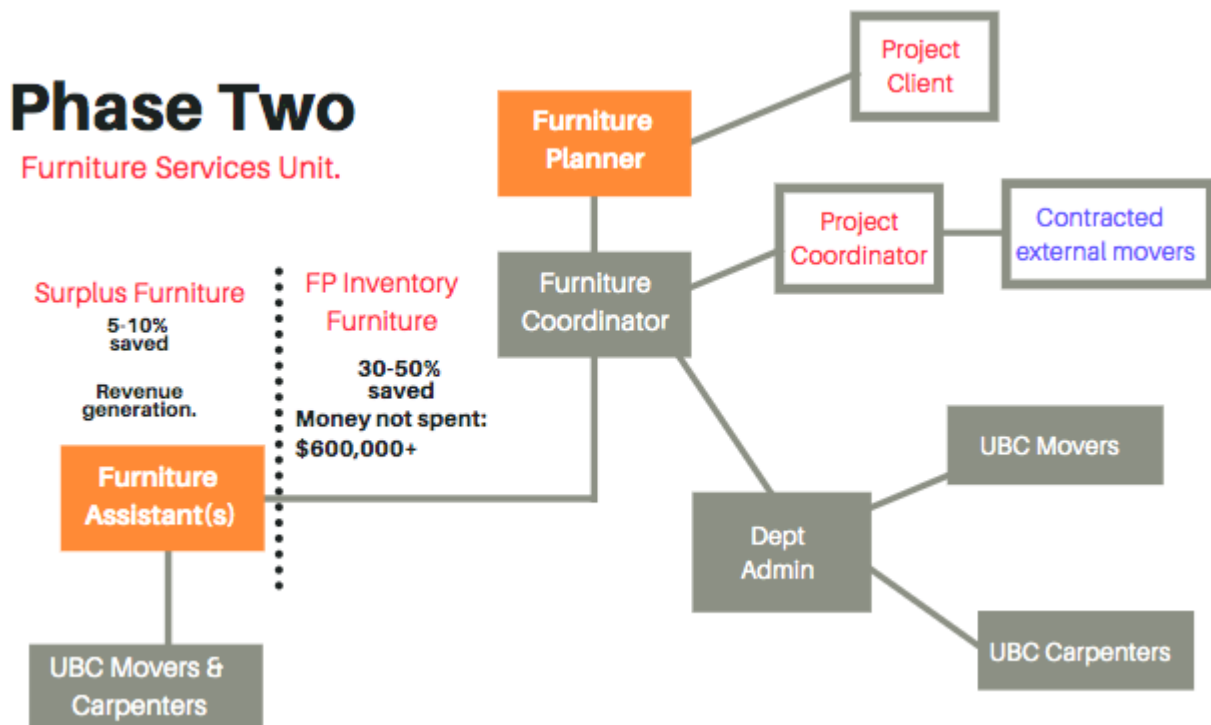 Phase Two
Furniture Services Unit.
Surplus Furniture
5-10%
saved
Revenue
generation.
FP Inventory
Furniture
30-50%
saved
Money not spent:
$600,000+
Furniture
Planner
Project
Client
Furniture
Coordinator
Project
Coordinator
Contracted
external movers
Furniture
Assistant(s)
UBC Movers &
Carpenters
Dept
Admin
UBC Movers
UBC Carpenters